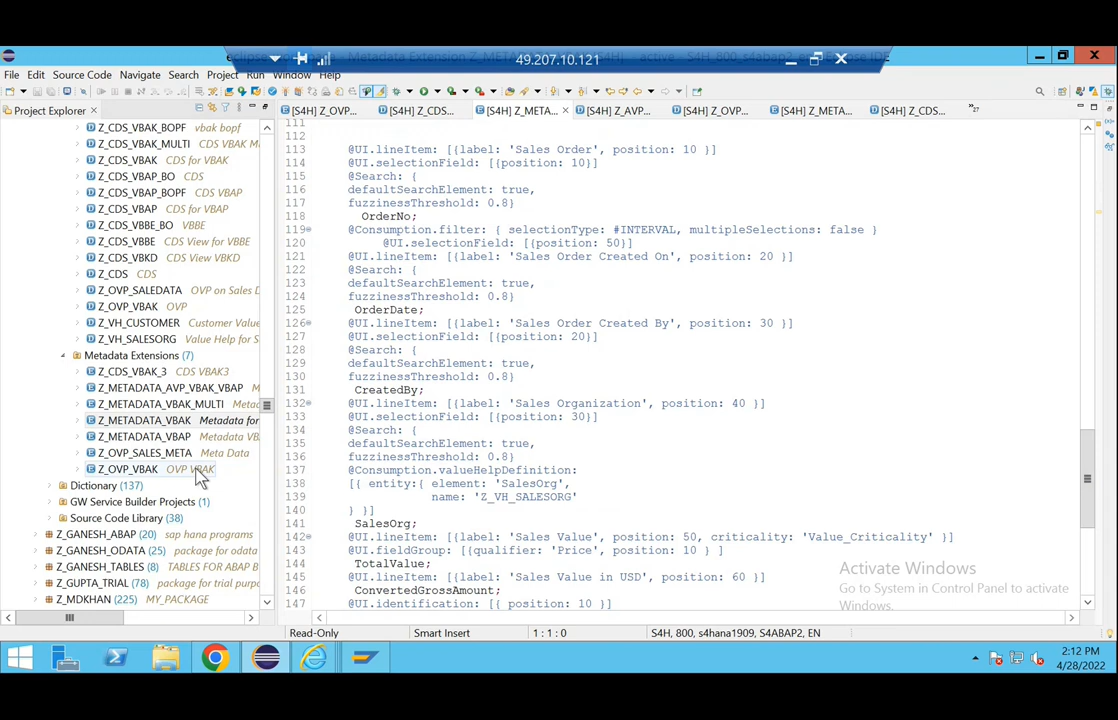 49.207.10.121
File Edit Source Code Navigate Search Project Run Window Help
Project Explorer
[S4H] Z_OVP... [S4H] Z_CDS... [S4H] Z_META... [S4H] Z_AVP... [S4H] Z_OVP... [S4H] Z_META... [S4H] Z_CDS...
Z_CDS_VBAK_BOPF vbak bopf
Z_CDS_VBAK_MULTI CDS VBAK M
Z_CDS_VBAK CDS for VBAK
Z_CDS_VBAP_BO CDS
Z_CDS_VBAP_BOPF CDS VBAP
Z_CDS_VBAP CDS for VBAP
Z_CDS_VBBE_BO VBBE
Z_CDS_VBBE CDS View for VBBE
Z_CDS_VBKD CDS View VBKD
Z_CDS CDS
Z_OVP_SALEDATA OVP on Sales D
Z_OVP_VBAK OVP
Z_VH_CUSTOMER Customer Value
Z_VH_SALESORG Value Help for S
Metadata Extensions (7)
Z_CDS_VBAK_3 CDS VBAK3
Z_METADATA_AVP_VBAK_VBAP
Z_METADATA_VBAK_MULTI Metad
Z_METADATA_VBAK Metadata for
Z_METADATA_VBAP Metadata VB
Z_OVP_SALES_META Meta Data
Z_OVP_VBAK OVP VBAK
Dictionary (137)
GW Service Builder Projects (1)
Source Code Library (38)
Z_GANESH_ABAP (20) sap hana programs
Z_GANESH_ODATA (25) package for odata
Z_GANESH_TABLES (8) TABLES FOR ABAP
Z_GUPTA_TRIAL (78) package for trial purp
Z_MDKHAN (225) MY_PACKAGE
111
112
113 @UI.lineItem: [{label: 'Sales Order', position: 10 }]
114 @UI.selectionField: [{position: 10}]
115 @Search: {
116 defaultSearchElement: true,
117 fuzzinessThreshold: 0.8}
118 OrderNo;
119 @Consumption.filter: { selectionType: #INTERVAL, multipleSelections: false }
120 @UI.selectionField: [{position: 50}]
121 @UI.lineItem: [{label: 'Sales Order Created On', position: 20 }]
122 @Search: {
123 defaultSearchElement: true,
124 fuzzinessThreshold: 0.8}
125 OrderDate;
126 @UI.lineItem: [{label: 'Sales Order Created By', position: 30 }]
127 @UI.selectionField: [{position: 20}]
128 @Search: {
129 defaultSearchElement: true,
130 fuzzinessThreshold: 0.8}
131 CreatedBy;
132 @UI.lineItem: [{label: 'Sales Organization', position: 40 }]
133 @UI.selectionField: [{position: 30}]
134 @Search: {
135 defaultSearchElement: true,
136 fuzzinessThreshold: 0.8}
137 @Consumption.valueHelpDefinition:
138 [{ entity:{ element: 'SalesOrg',
139 name: 'Z_VH_SALESORG'
140 } }]
141 SalesOrg;
142 @UI.lineItem: [{label: 'Sales Value', position: 50, criticality: 'Value_Criticality' }]
143 @UI.fieldGroup: [{qualifier: 'Price', position: 10 } ]
144 TotalValue;
145 @UI.lineItem: [{label: 'Sales Value in USD', position: 60 }]
146 ConvertedGrossAmount;
147 @UI.identification: [{ position: 10 }]
Activate Windows
Go to System in Control Panel to activate
Windows.
Read-Only Smart Insert 1 : 1 : 0 S4H, 800, s4hana1909, S4ABAP2, EN
2:12 PM
4/28/2022